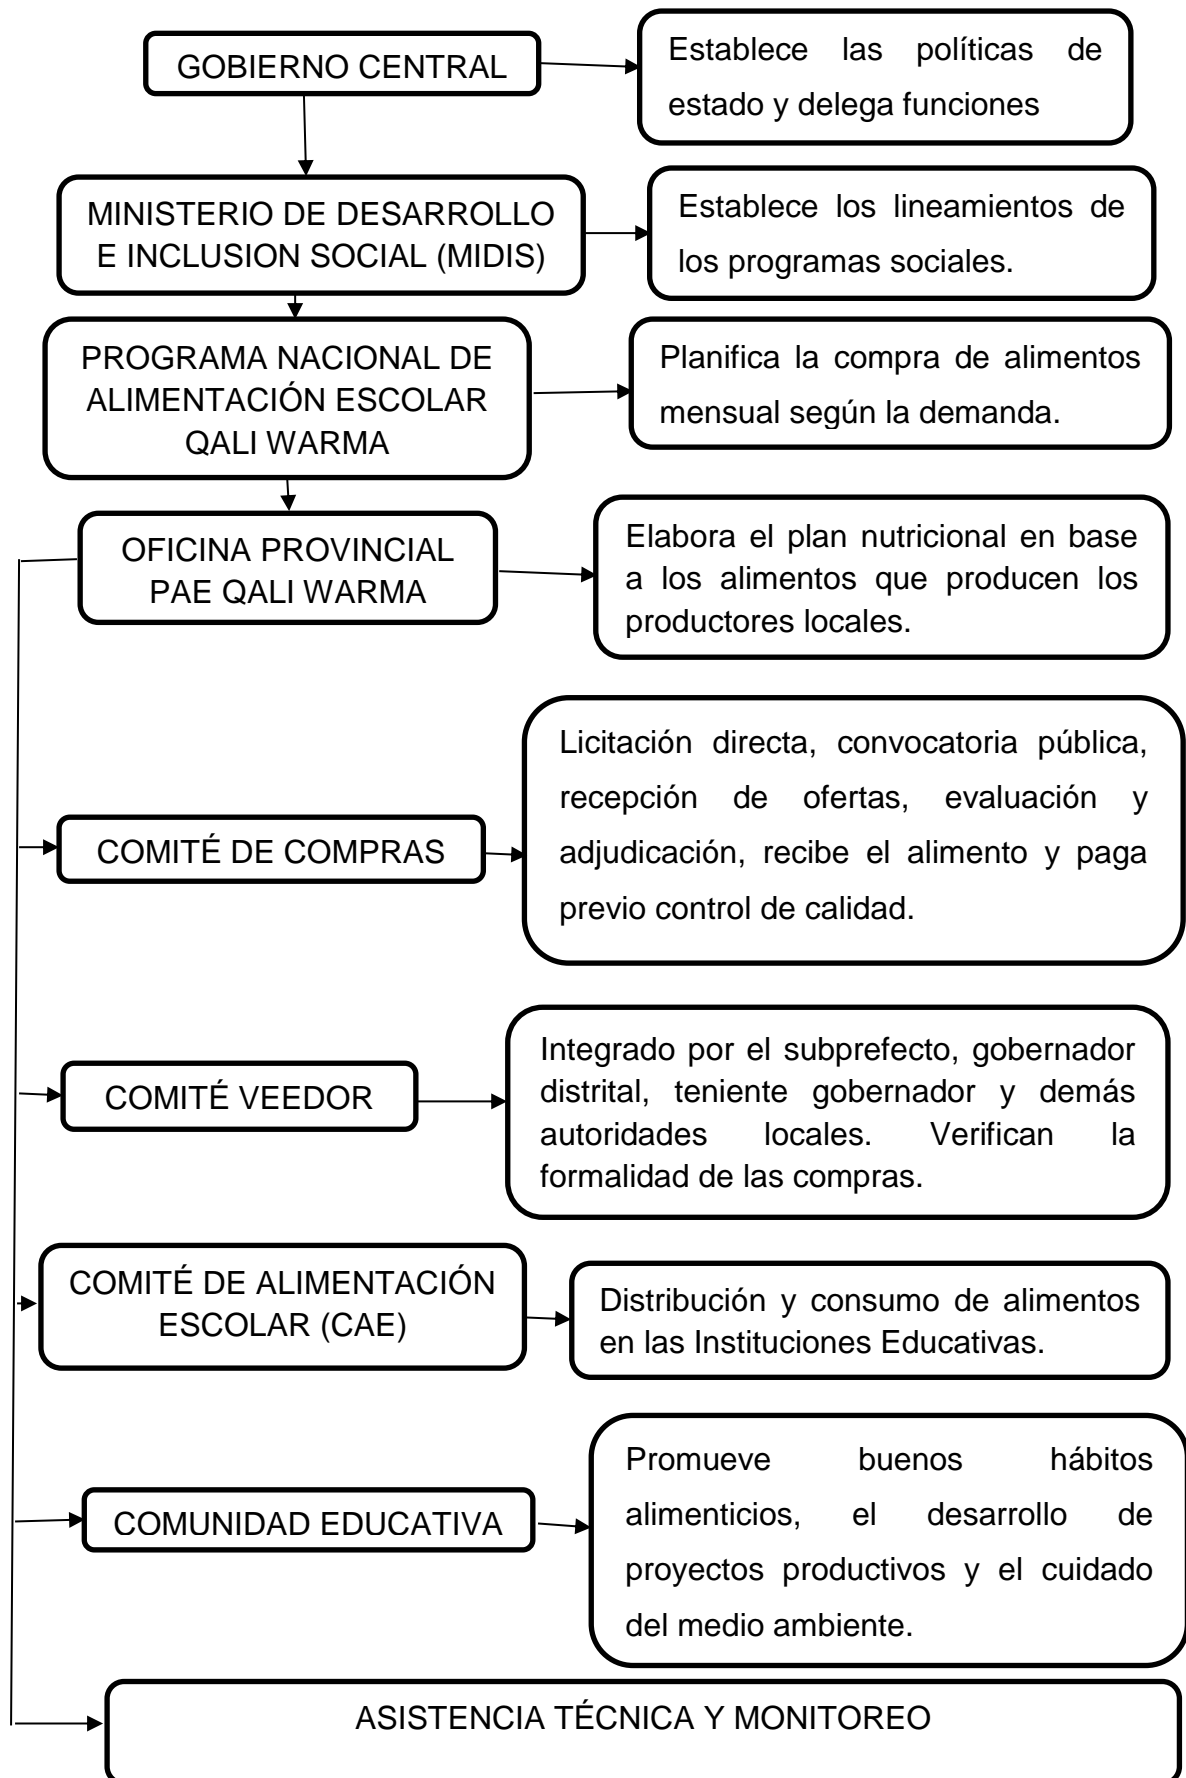 GOBIERNO CENTRAL
Establece las políticas de
estado y delega funciones
MINISTERIO DE DESARROLLO
E INCLUSION SOCIAL (MIDIS)
Establece los lineamientos de
los programas sociales.
PROGRAMA NACIONAL DE
ALIMENTACIÓN ESCOLAR
QALI WARMA
Planifica la compra de alimentos
mensual según la demanda.
OFICINA PROVINCIAL
PAE QALI WARMA
Elabora el plan nutricional en base
a los alimentos que producen los
productores locales.
COMITÉ DE COMPRAS
Licitación directa, convocatoria pública,
recepción de ofertas, evaluación y
adjudicación, recibe el alimento y paga
previo control de calidad.
COMITÉ VEEDOR
Integrado por el subprefecto, gobernador
distrital, teniente gobernador y demás
autoridades locales. Verifican la
formalidad de las compras.
COMITÉ DE ALIMENTACIÓN
ESCOLAR (CAE)
Distribución y consumo de alimentos
en las Instituciones Educativas.
COMUNIDAD EDUCATIVA
Promueve buenos hábitos
alimenticios, el desarrollo de
proyectos productivos y el cuidado
del medio ambiente.
ASISTENCIA TÉCNICA Y MONITOREO